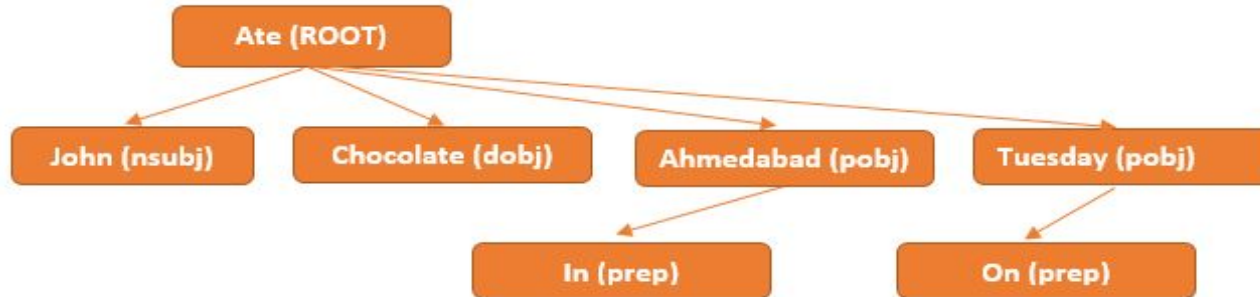 Ate (ROOT)
John (nsubj)
Chocolate (dobj)
Ahmedabad (pobj)
Tuesday (pobj)
In (prep)
On (prep)